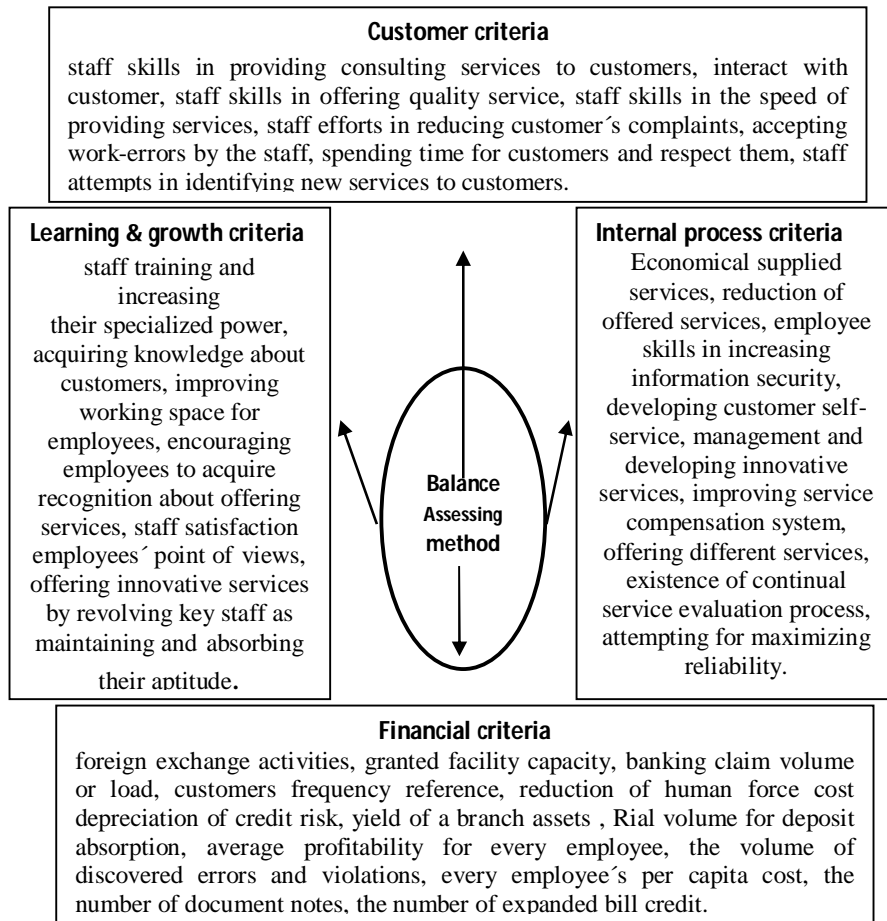 Customer criteria
staff skills in providing consulting services to customers, interact with
customer, staff skills in offering quality service, staff skills in the speed of
providing services, staff efforts in reducing customer´s complaints, accepting
work-errors by the staff, spending time for customers and respect them, staff
attempts in identifying new services to customers.
Learning & growth criteria
staff training and
increasing
their specialized power,
acquiring knowledge about
customers, improving
working space for
employees, encouraging
employees to acquire
recognition about offering
services, staff satisfaction
employees´ point of views,
offering innovative services
by revolving key staff as
maintaining and absorbing
their aptitude.
Balance
Assessing
method
Internal process criteria
Economical supplied
services, reduction of
offered services, employee
skills in increasing
information security,
developing customer self-
service, management and
developing innovative
services, improving service
compensation system,
offering different services,
existence of continual
service evaluation process,
attempting for maximizing
reliability.
Financial criteria
foreign exchange activities, granted facility capacity, banking claim volume
or load, customers frequency reference, reduction of human force cost
depreciation of credit risk, yield of a branch assets , Rial volume for deposit
absorption, average profitability for every employee, the volume of
discovered errors and violations, every employee´s per capita cost, the
number of document notes, the number of expanded bill credit.